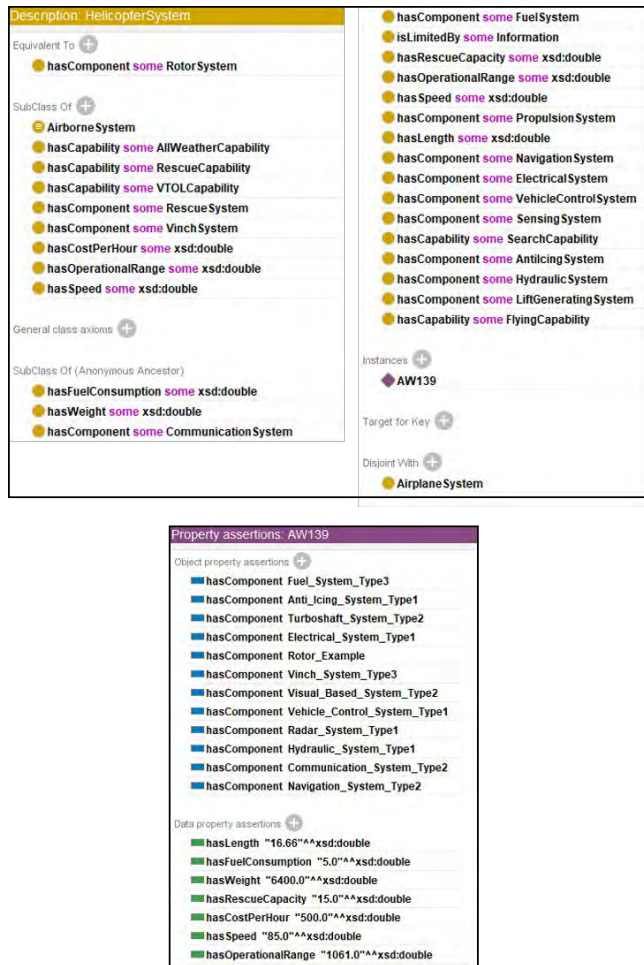 Description: HelicopterSystem
Equivalent To
hasComponent some RotorSystem
SubClass Of
AirborneSystem
hasCapability some AllWeatherCapability
hasCapability some RescueCapability
hasCapability some VTOLCapability
hasComponent some RescueSystem
hasComponent some VinchSystem
hasCostPerHour some xsd:double
hasOperationalRange some xsd:double
hasSpeed some xsd:double
General class axioms
SubClass Of (Anonymous Ancestor)
hasFuelConsumption some xsd:double
hasWeight some xsd:double
hasComponent some CommunicationSystem
hasComponent some FuelSystem
isLimitedBy some Information
hasRescueCapacity some xsd:double
hasOperationalRange some xsd:double
hasSpeed some xsd:double
hasComponent some PropulsionSystem
hasLength some xsd:double
hasComponent some NavigationSystem
hasComponent some ElectricalSystem
hasComponent some VehicleControlSystem
hasComponent some SensingSystem
hasCapability some SearchCapability
hasComponent some AntiIcingSystem
hasComponent some HydraulicSystem
hasComponent some LiftGeneratingSystem
hasCapability some FlyingCapability
Instances
AW139
Target for Key
Disjoint With
AirplaneSystem
Property assertions: AW139
Object property assertions
hasComponent Fuel_System_Type3
hasComponent Anti_Icing_System_Type1
hasComponent Turboshaft_System_Type2
hasComponent Electrical_System_Type1
hasComponent Rotor_Example
hasComponent Vinch_System_Type3
hasComponent Visual_Based_System_Type2
hasComponent Vehicle_Control_System_Type1
hasComponent Radar_System_Type1
hasComponent Hydraulic_System_Type1
hasComponent Communication_System_Type2
hasComponent Navigation_System_Type2
Data property assertions
hasLength "16.66"^^xsd:double
hasFuelConsumption "5.0"^^xsd:double
hasWeight "6400.0"^^xsd:double
hasRescueCapacity "15.0"^^xsd:double
hasCostPerHour "500.0"^^xsd:double
hasSpeed "85.0"^^xsd:double
hasOperationalRange "1061.0"^^xsd:double